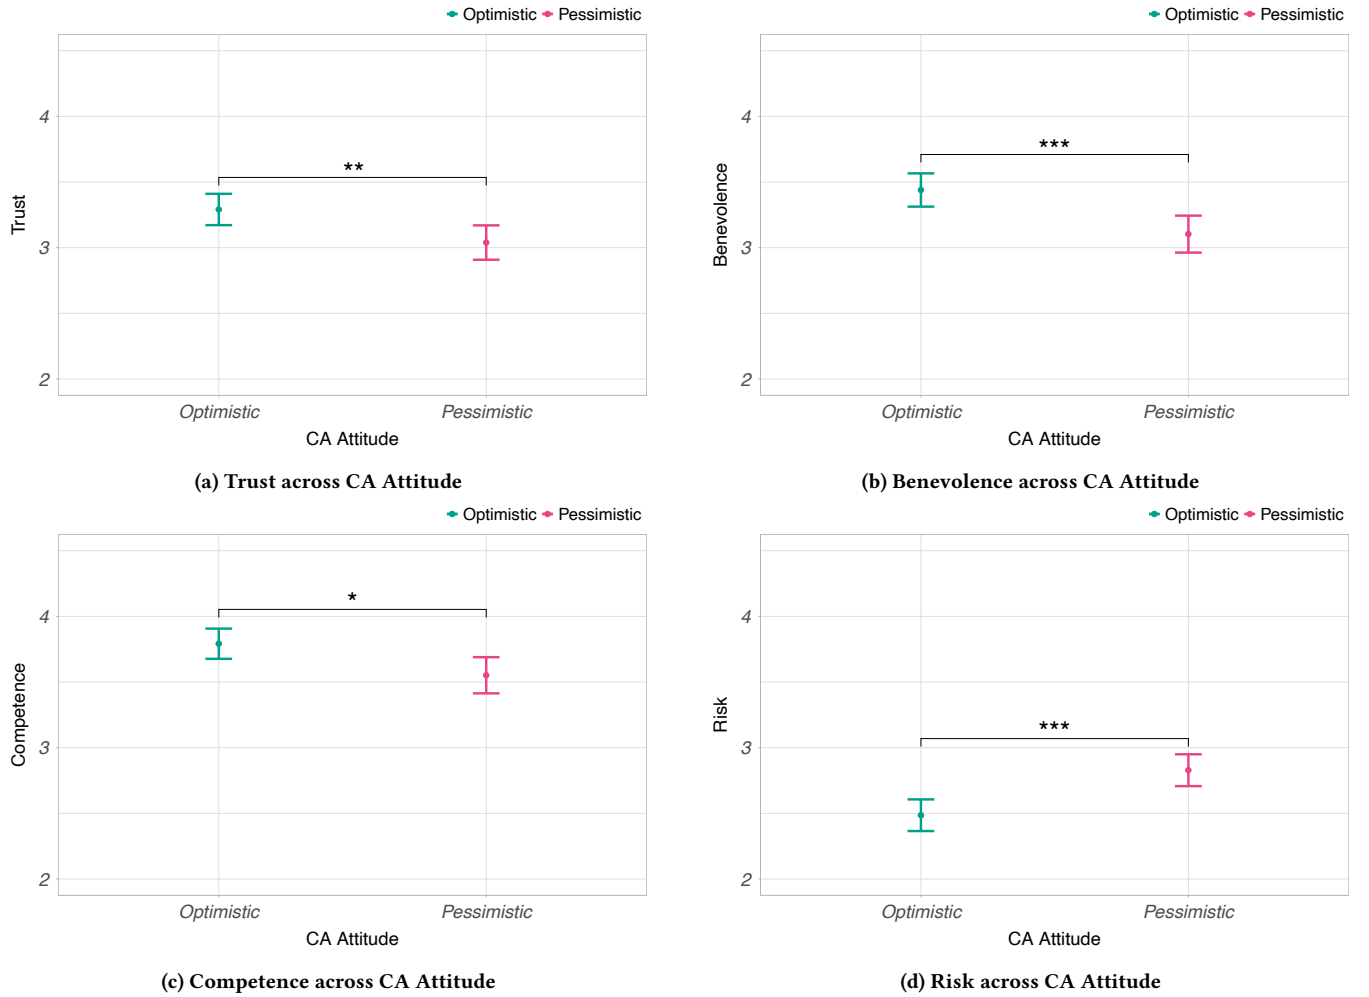 Optimistic Pessimistic
4
**
Trust
3
2
Optimistic Pessimistic
CA Attitude
(a) Trust across CA Attitude
Optimistic Pessimistic
4
***
Benevolence
3
2
Optimistic Pessimistic
CA Attitude
(b) Benevolence across CA Attitude
Optimistic Pessimistic
4
*
Competence
3
2
Optimistic Pessimistic
CA Attitude
(c) Competence across CA Attitude
Optimistic Pessimistic
4
***
Risk
3
2
Optimistic Pessimistic
CA Attitude
(d) Risk across CA Attitude